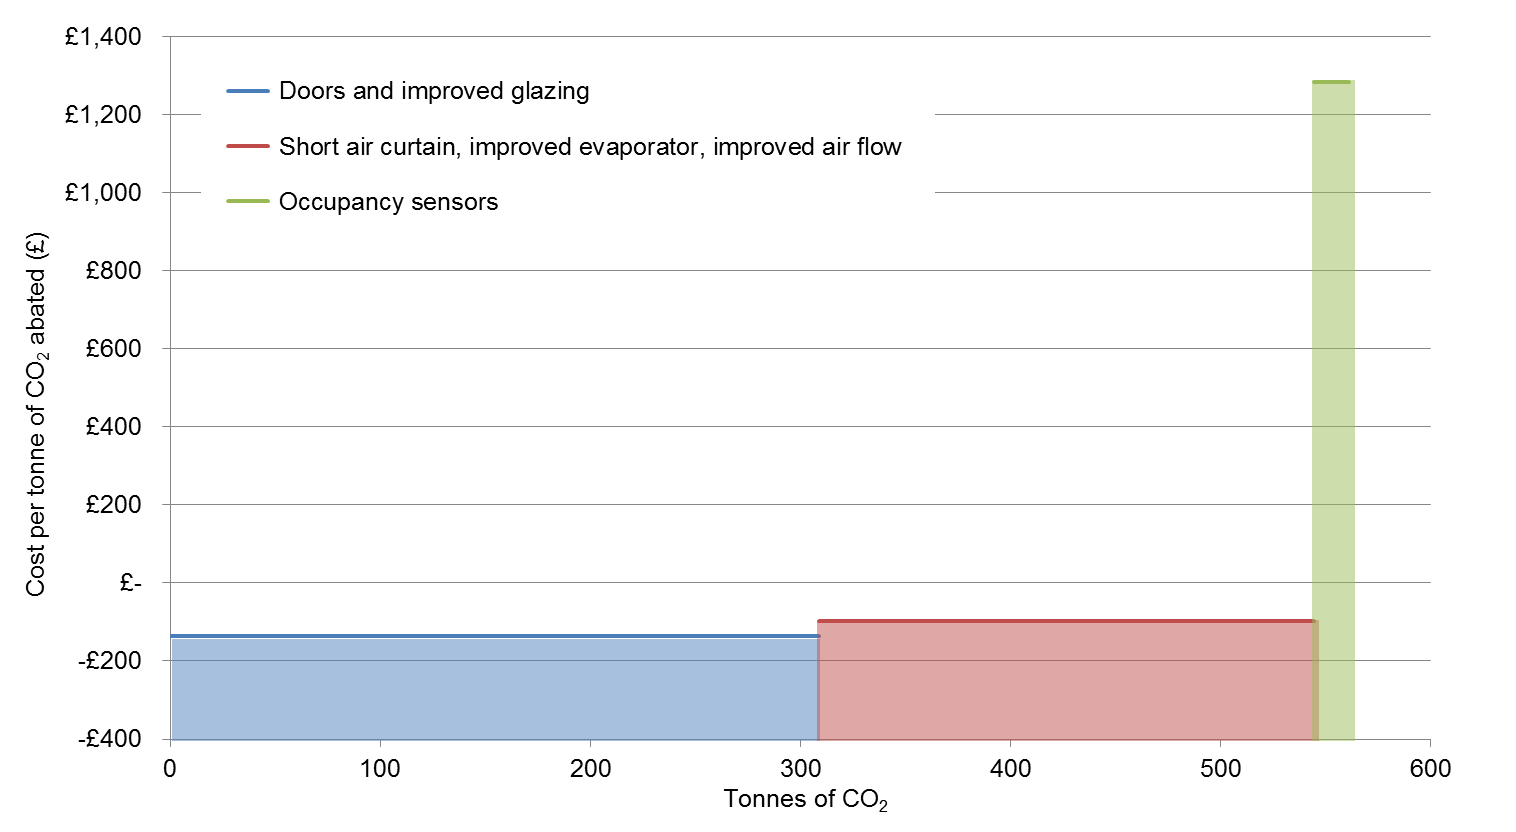 £1,400
£1,200
£1,000
£800
£600
£400
£200
£-
-£200
-£400
Cost per tonne of CO₂ abated (£)
Doors and improved glazing
Short air curtain, improved evaporator, improved air flow
Occupancy sensors
0 100 200 300 400 500 600
Tonnes of CO₂